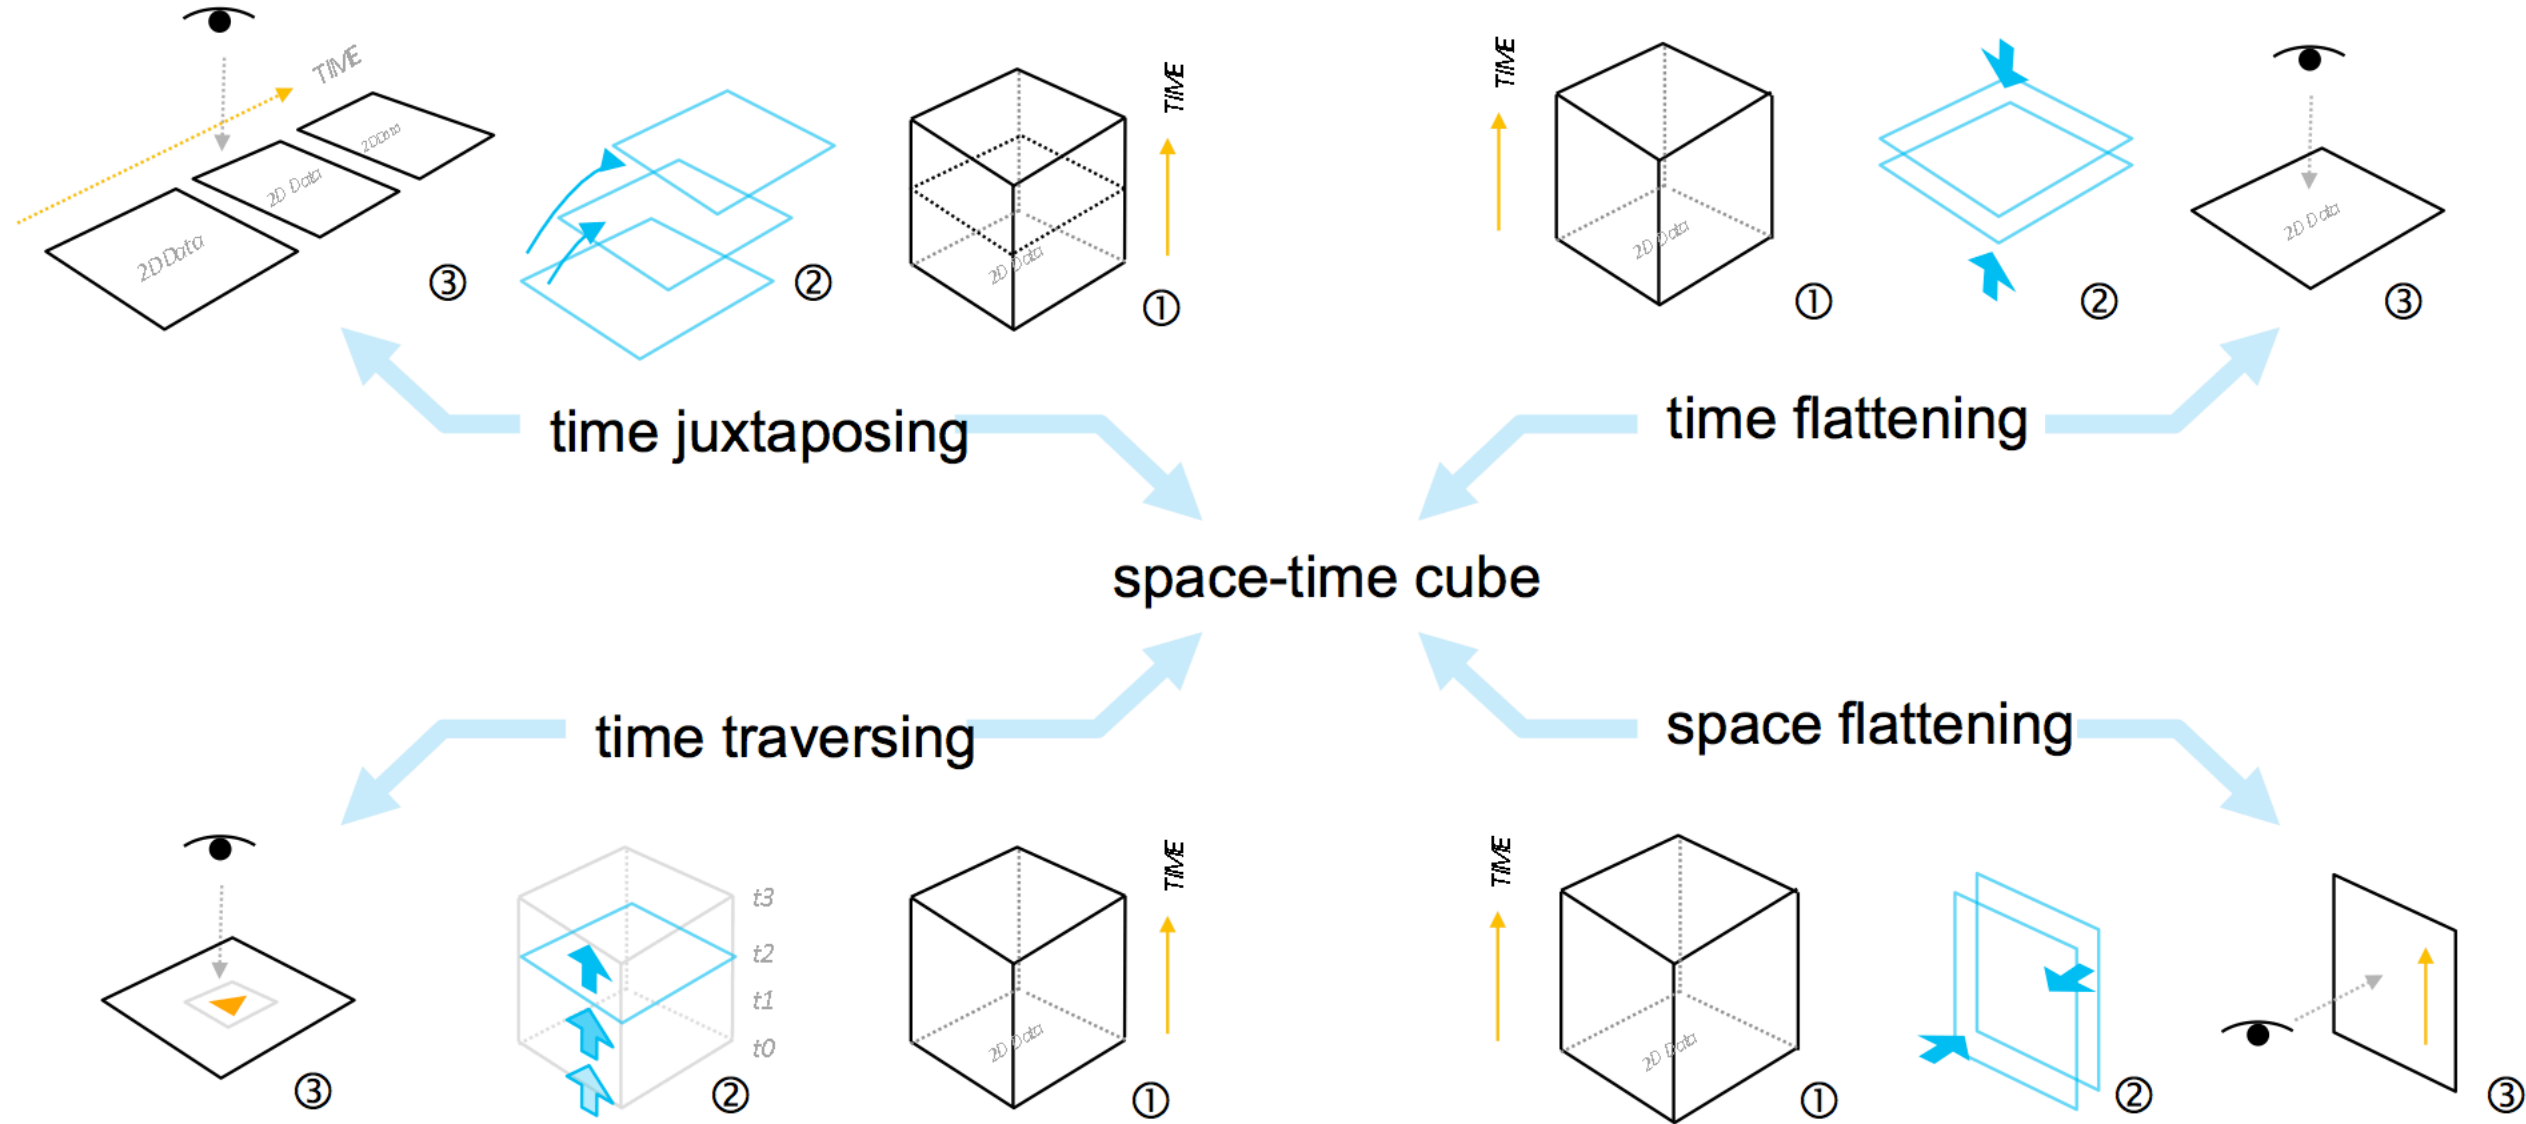 TIME
2D Data
2D Data
2D Data
③
②
2D Data
TIME
①
TIME
2D Data
①
②
2D Data
③
time juxtaposing
time flattening
space-time cube
time traversing
space flattening
③
t3
t2
t1
t0
②
2D Data
TIME
①
TIME
2D Data
①
②
③